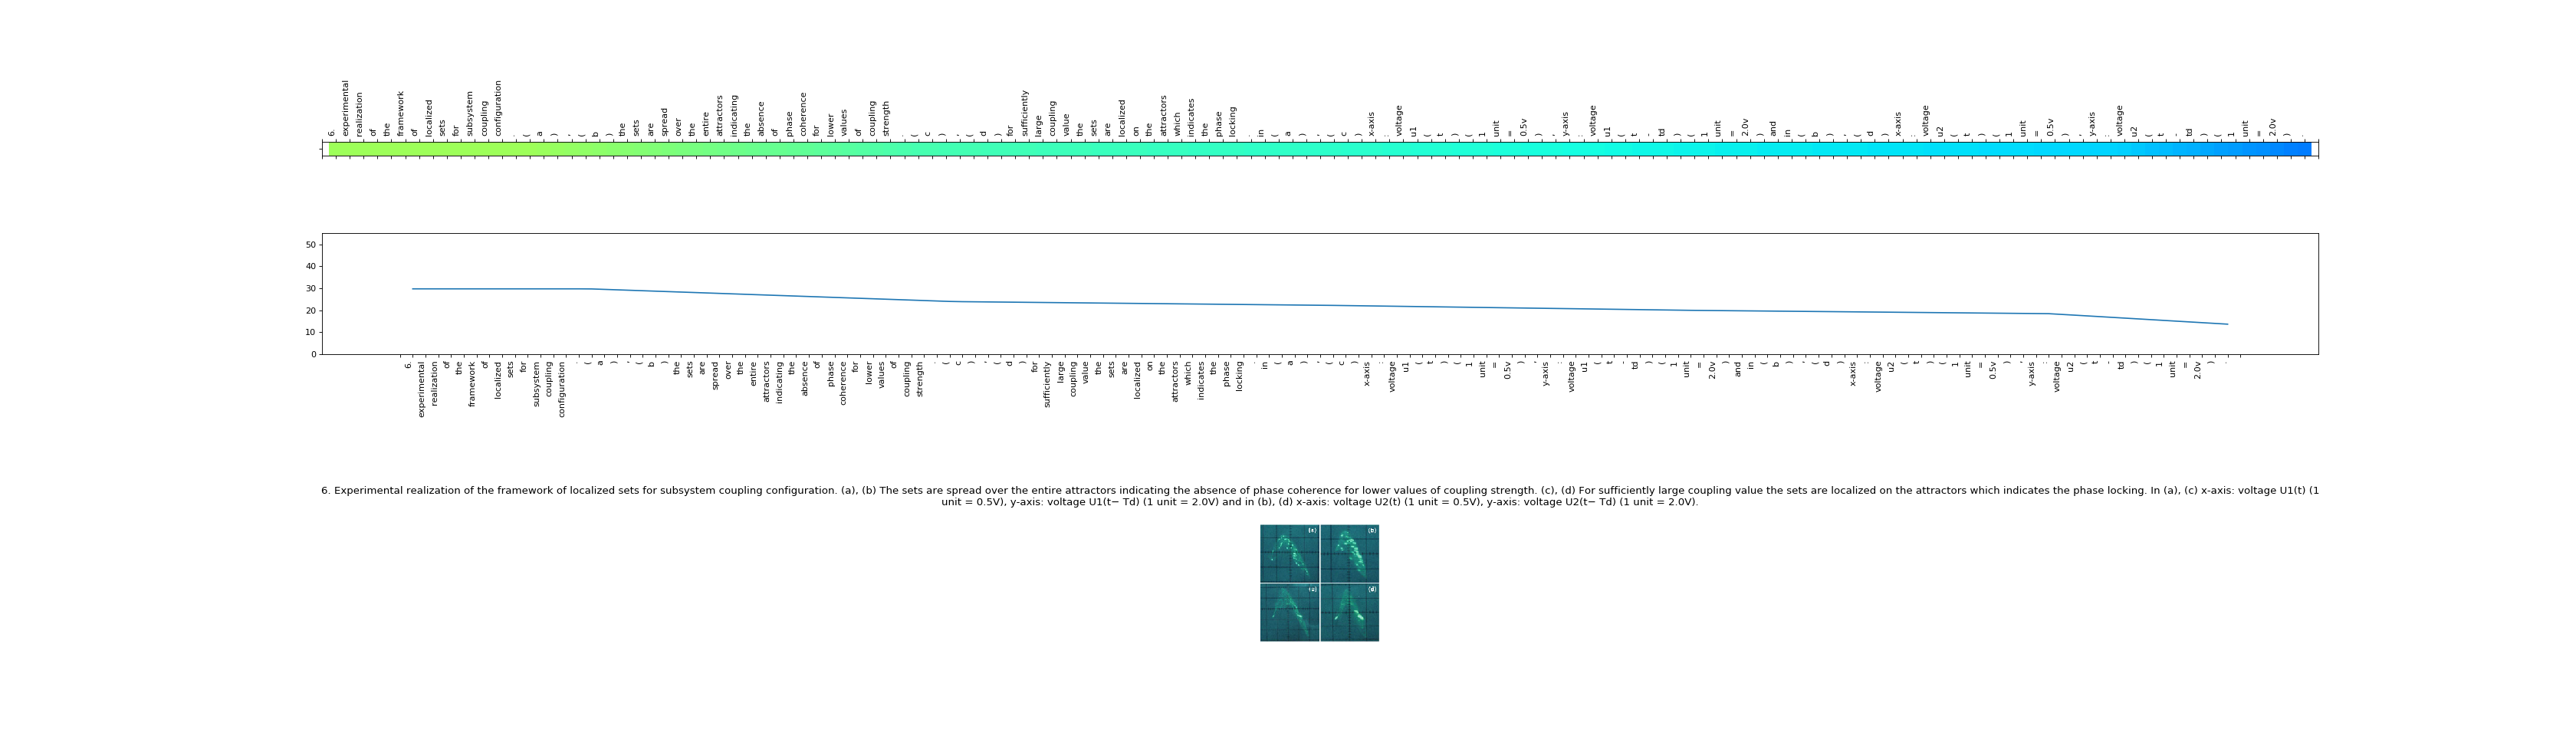 6. experimental realization of the framework of localized sets for subsystem coupling configuration . ( a ) , ( b ) the sets are spread over the entire attractors indicating the absence of phase coherence for lower values of coupling strength . ( c ) , ( d ) for sufficiently large coupling value the sets are localized on the attractors which indicates the phase locking . in ( a ) , ( c ) x-axis : voltage u1 ( t ) ( 1 unit = 0.5v ) , y-axis : voltage u1 ( t - td ) ( 1 unit = 2.0v ) and in ( b ) , ( d ) x-axis : voltage u2 ( t ) ( 1 unit = 0.5v ) , y-axis : voltage u2 ( t - td ) ( 1 unit = 2.0v ) .
50
40
30
20
10
0
6. experimental realization of the framework of localized sets for subsystem coupling configuration . ( a ) , ( b ) the sets are spread over the entire attractors indicating the absence of phase coherence for lower values of coupling strength . ( c ) , ( d ) for sufficiently large coupling value the sets are localized on the attractors which indicates the phase locking . in ( a ) , ( c ) x-axis : voltage u1 ( t ) ( 1 unit = 0.5v ) , y-axis : voltage u1 ( t - td ) ( 1 unit = 2.0v ) and in ( b ) , ( d ) x-axis : voltage u2 ( t ) ( 1 unit = 0.5v ) , y-axis : voltage u2 ( t - td ) ( 1 unit = 2.0v ) .
6. Experimental realization of the framework of localized sets for subsystem coupling configuration. (a), (b) The sets are spread over the entire attractors indicating the absence of phase coherence for lower values of coupling strength. (c), (d) For sufficiently large coupling value the sets are localized on the attractors which indicates the phase locking. In (a), (c) x-axis: voltage U1(t) (1
unit = 0.5V), y-axis: voltage U1(t− Td) (1 unit = 2.0V) and in (b), (d) x-axis: voltage U2(t) (1 unit = 0.5V), y-axis: voltage U2(t− Td) (1 unit = 2.0V).
(a) (b)
(c) (d)